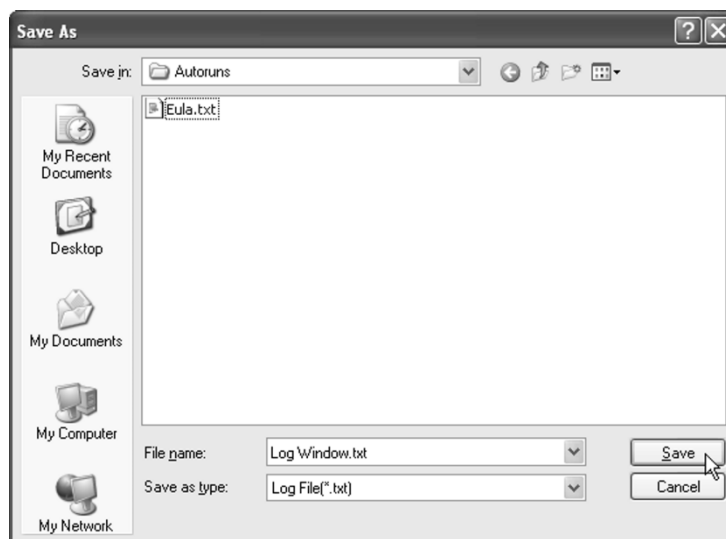 Save As
Save in:
Autoruns
Eula.txt
My Recent
Documents
Desktop
My Documents
My Computer
My Network
File name:
Log Window.txt
Save
Save as type:
Log File(*.txt)
Cancel